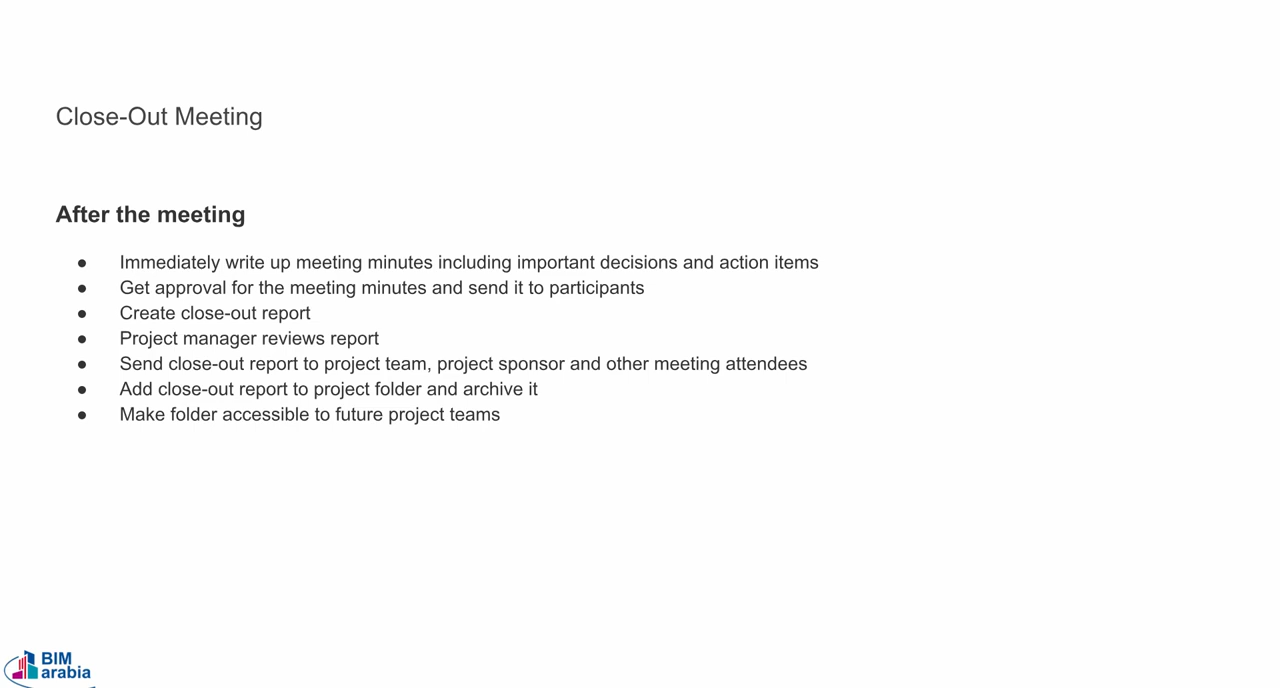 Close-Out Meeting
After the meeting
● Immediately write up meeting minutes including important decisions and action items
● Get approval for the meeting minutes and send it to participants
● Create close-out report
● Project manager reviews report
● Send close-out report to project team, project sponsor and other meeting attendees
● Add close-out report to project folder and archive it
● Make folder accessible to future project teams
BIM
arabia